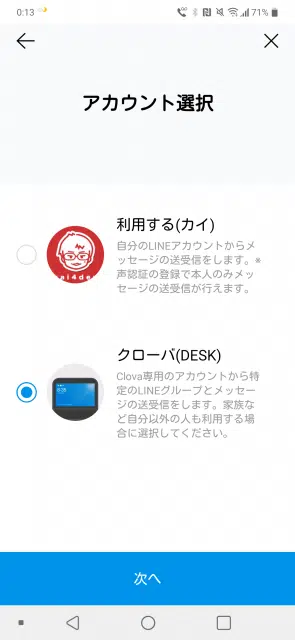 0:13
71%
アカウント選択
利用する(カイ)
自分のLINEアカウントからメ
ッセージの送受信をします。※
声認証の登録で本人のみメッ
セージの送受信が行えます。
ai4de
クローバ(DESK)
Clova専用のアカウントから特
定のLINEグループとメッセー
ジの送受信をします。家族な
ど自分以外の人も利用する場
合に選択してください。
次へ